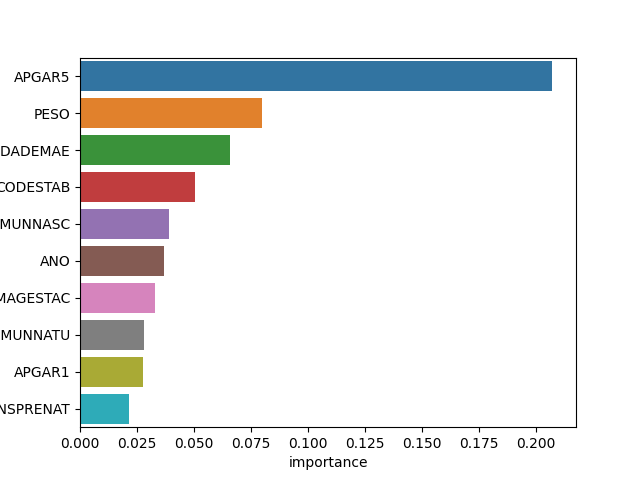 APGAR5
PESO
DADEMAE
CODESTAB
MUNNASC
ANO
MAGESTAC
MUNNATU
APGAR1
NSPRENAT
0.000 0.025 0.050 0.075 0.100 0.125 0.150 0.175 0.200
importance